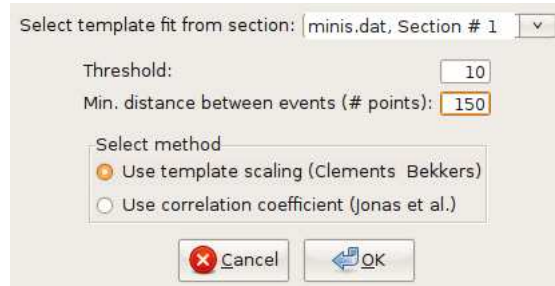 Select template fit from section: minis.dat, Section # 1
Threshold: 10
Min. distance between events (# points): 150
Select method
Use template scaling (Clements Bekkers)
Use correlation coefficient (Jonas et al.)
Cancel OK